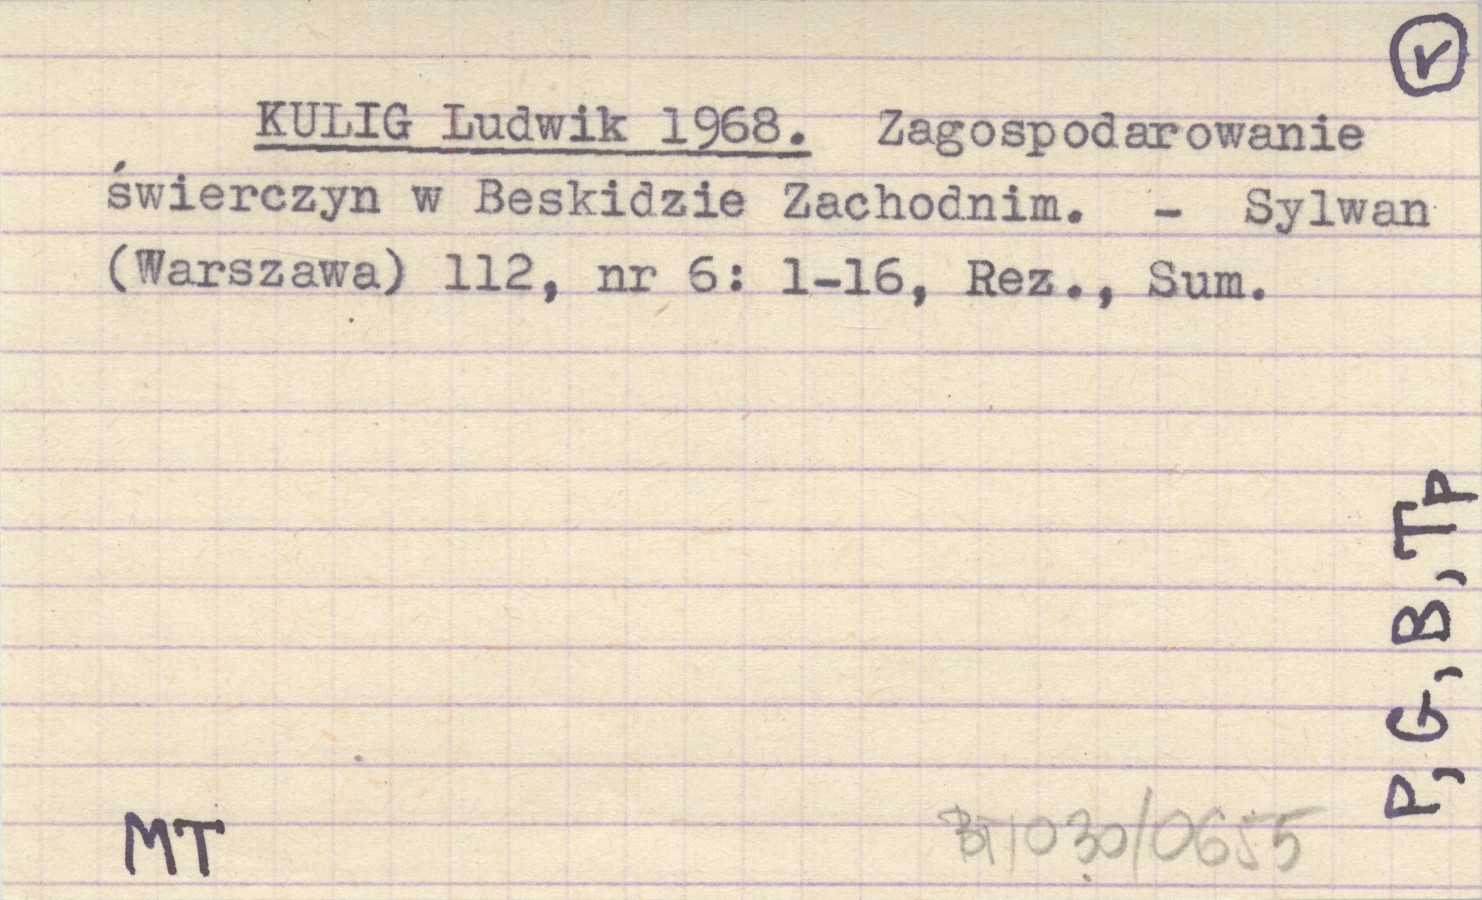 KULIG Ludwik 1968. Zagospodarowanie
świerczyn w Beskidzie Zachodnim. - Sylwan
(Warszawa) 112, nr 6: 1-16, Rez., Sum.
P, G, B, Tp
MT
030/0655